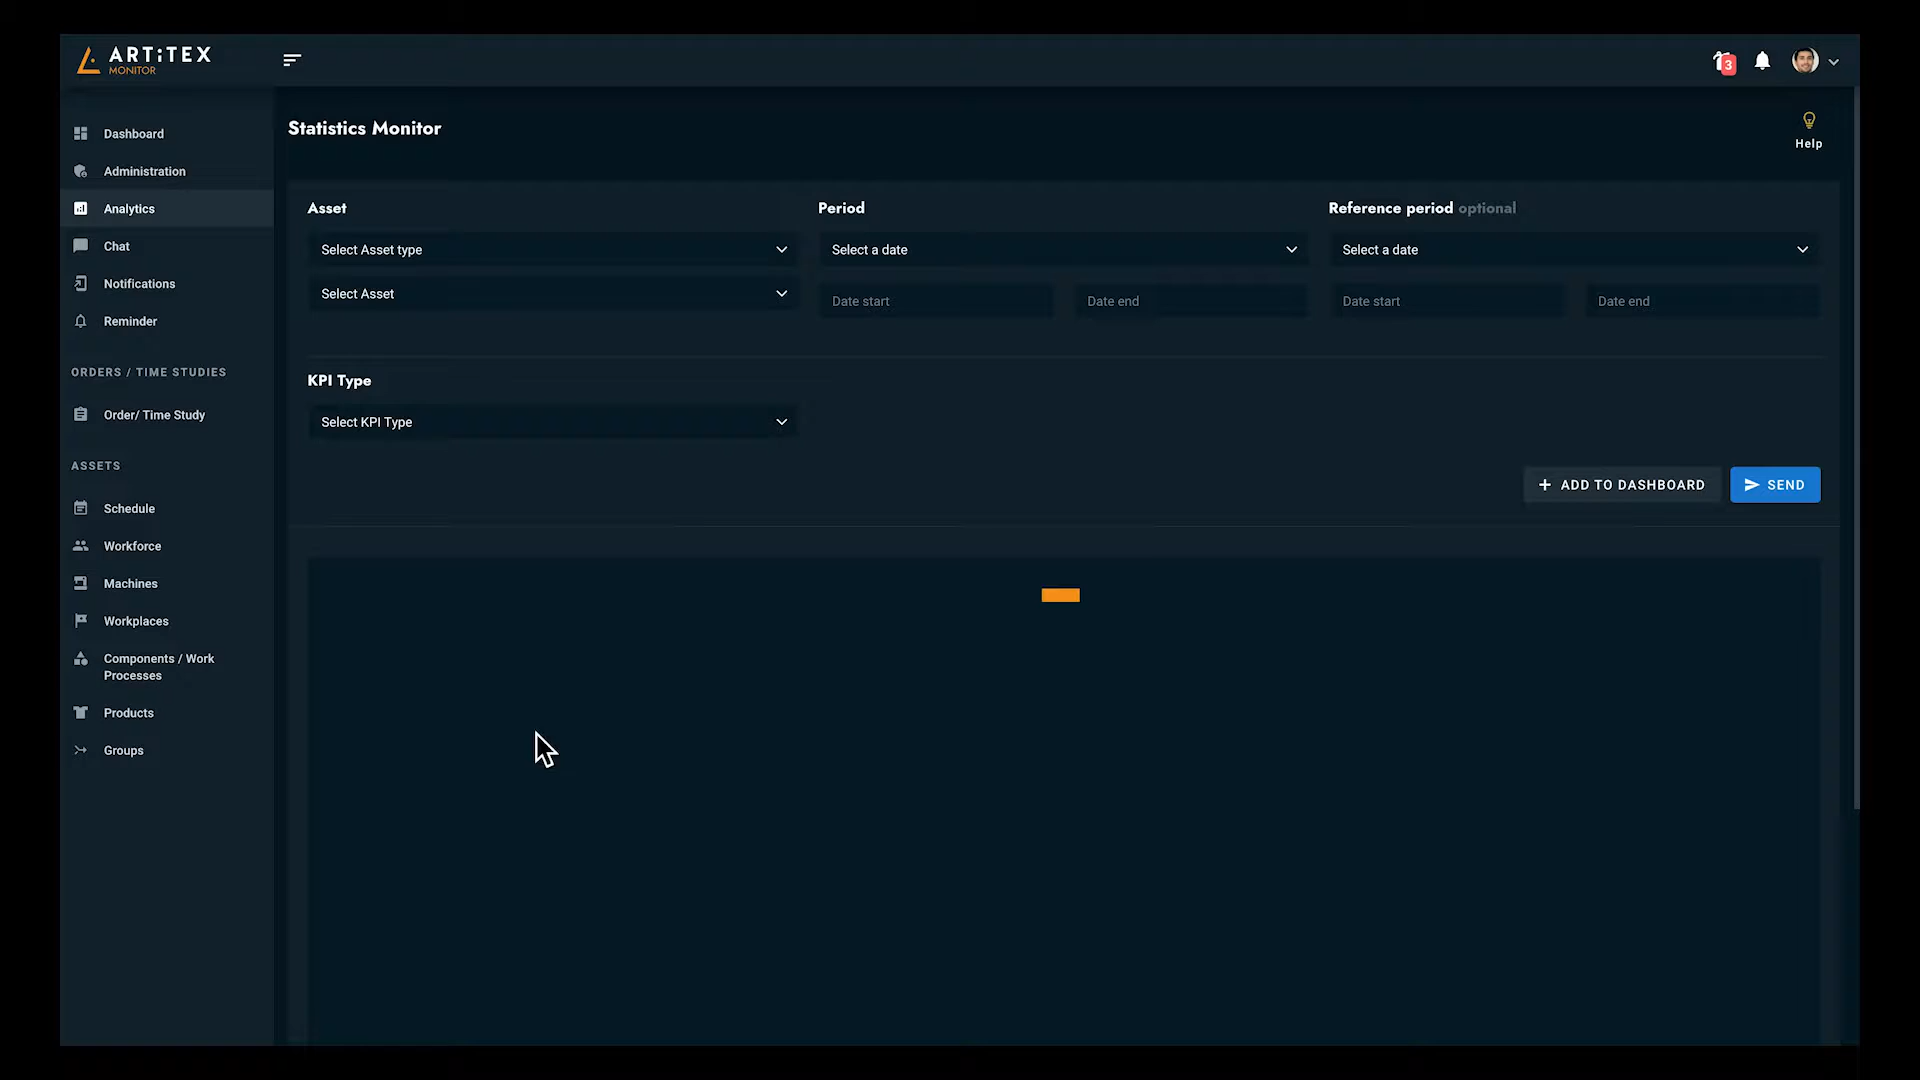 ARTiTEX
MONITOR
3
Dashboard
Administration
Analytics
Chat
Notifications
Reminder
ORDERS / TIME STUDIES
Order/ Time Study
ASSETS
Schedule
Workforce
Machines
Workplaces
Components / Work
Processes
Products
Groups
Statistics Monitor
Help
Asset
Select Asset type
Select Asset
Period
Select a date
Date start
Date end
Reference period optional
Select a date
Date start
Date end
KPI Type
Select KPI Type
+ ADD TO DASHBOARD
SEND